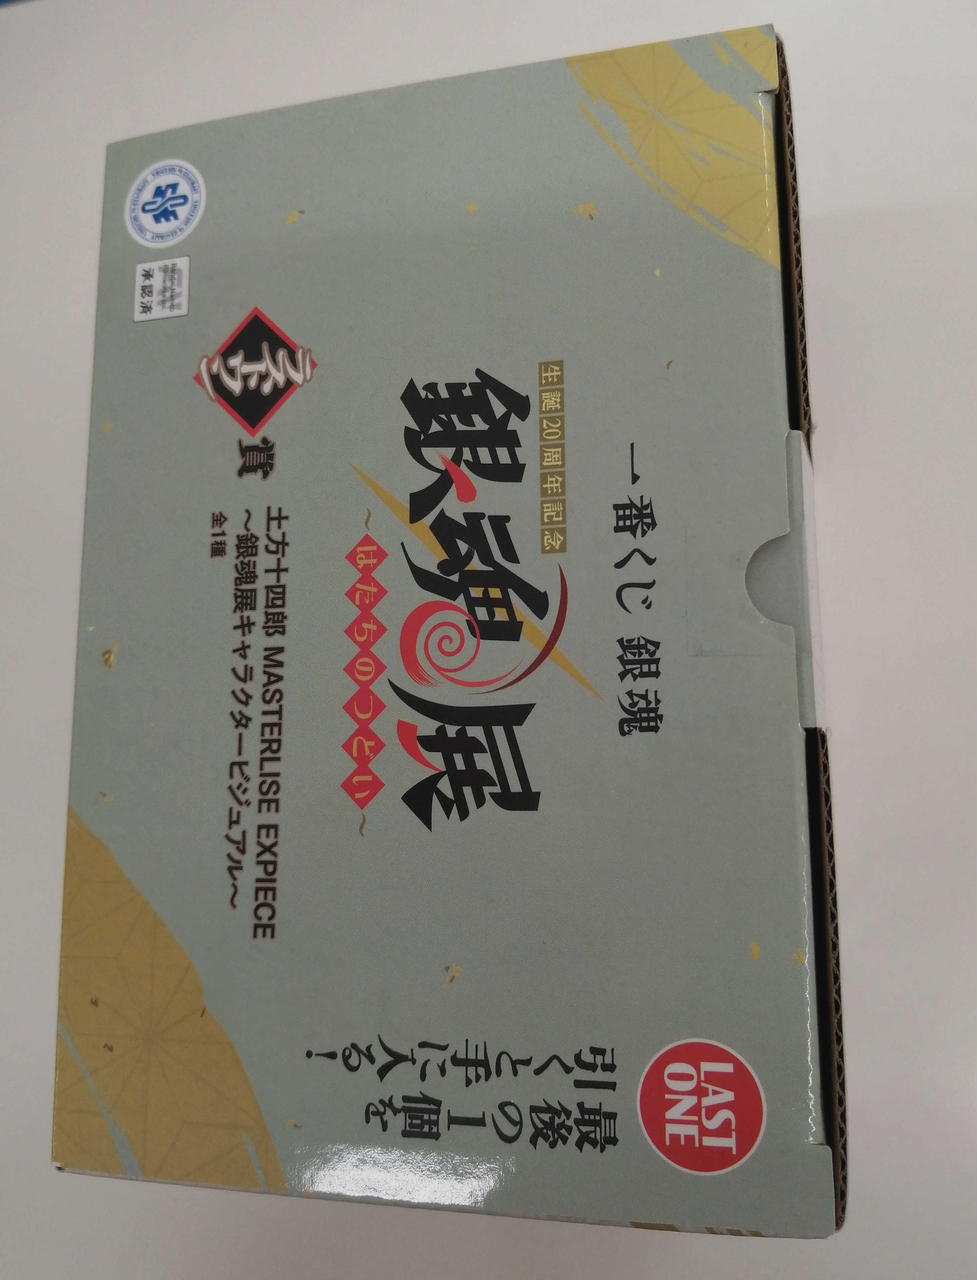 一番くじ 銀魂
生誕20周年記念
銀魂展
～はたちのつどい～
ラストワン賞
土方十四郎 MASTERLISE EXPIECE
～銀魂展キャラクタービジュアル～
全1種
LAST
ONE
最後の1個を
引くと手に入る!
承認済